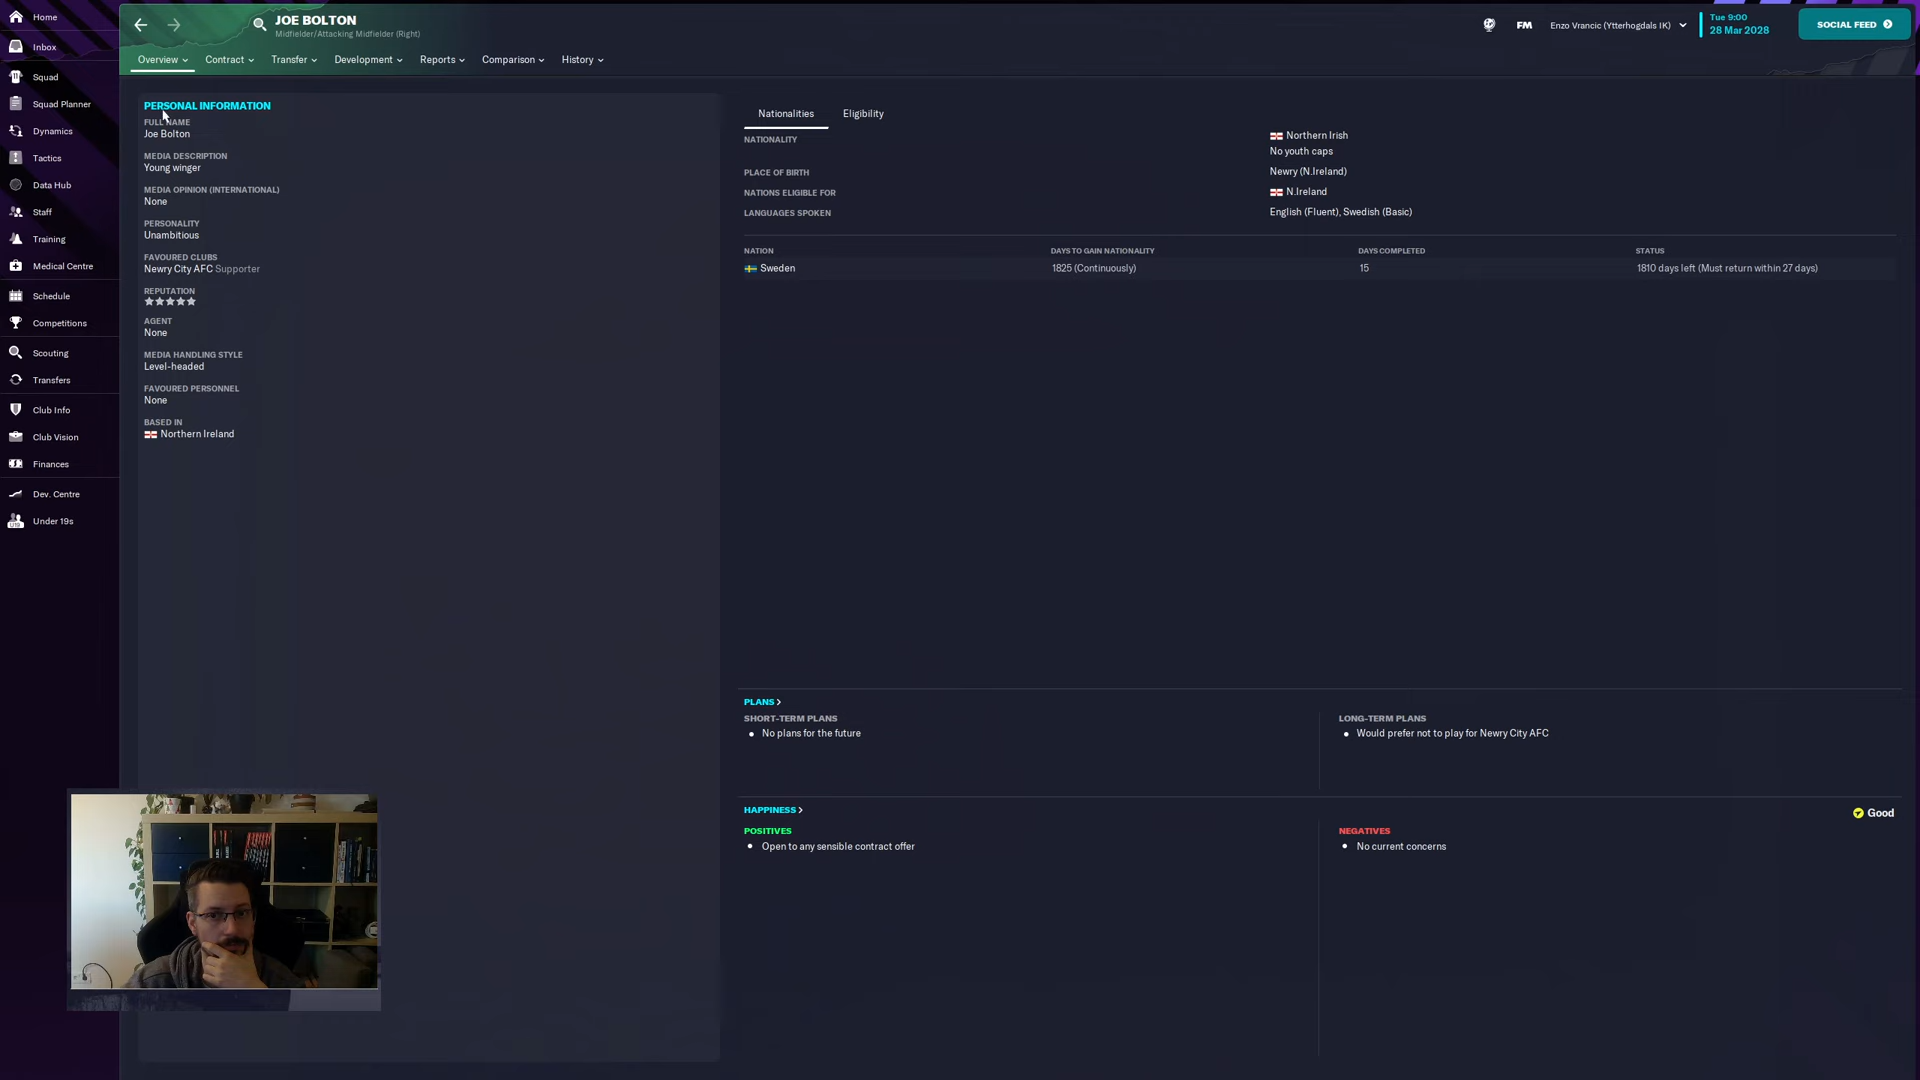 Home
Inbox
Squad
Squad Planner
Dynamics
Tactics
Data Hub
Staff
Training
Medical Centre
Schedule
Competitions
Scouting
Transfers
Club Info
Club Vision
Finances
Dev. Centre
Under 19s
JOE BOLTON
Midfielder/Attacking Midfielder (Right)
FM
Enzo Vrancic (Ytterhogdals IK)
Tue 9:00
28 Mar 2028
SOCIAL FEED
Overview
Contract
Transfer
Development
Reports
Comparison
History
PERSONAL INFORMATION
FULL NAME
Joe Bolton
MEDIA DESCRIPTION
Young winger
MEDIA OPINION (INTERNATIONAL)
None
PERSONALITY
Unambitious
FAVOURED CLUBS
Newry City AFC Supporter
REPUTATION
AGENT
None
MEDIA HANDLING STYLE
Level-headed
FAVOURED PERSONNEL
None
BASED IN
Northern Ireland
Nationalities
Eligibility
NATIONALITY
Northern Irish
No youth caps
PLACE OF BIRTH
Newry (N.Ireland)
NATIONS ELIGIBLE FOR
N.Ireland
LANGUAGES SPOKEN
English (Fluent), Swedish (Basic)
NATION
DAYS TO GAIN NATIONALITY
DAYS COMPLETED
STATUS
Sweden
1825 (Continuously)
15
1810 days left (Must return within 27 days)
PLANS
SHORT-TERM PLANS
No plans for the future
LONG-TERM PLANS
Would prefer not to play for Newry City AFC
HAPPINESS
Good
POSITIVES
Open to any sensible contract offer
NEGATIVES
No current concerns